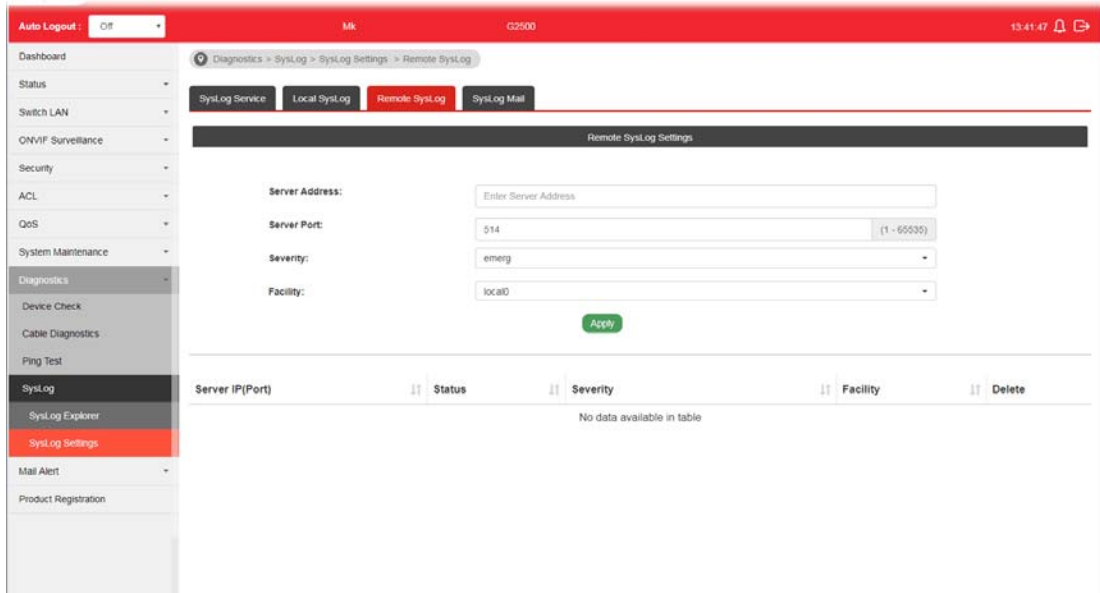 Auto Logout : Off Mk G2500 13:41:47
Dashboard
Status
Switch LAN
ONVIF Surveillance
Security
ACL
QoS
System Maintenance
Diagnostics
Device Check
Cable Diagnostics
Ping Test
SysLog
SysLog Explorer
SysLog Settings
Mail Alert
Product Registration
Diagnostics > SysLog > SysLog Settings > Remote SysLog
SysLog Service Local SysLog Remote SysLog SysLog Mail
Remote SysLog Settings
Server Address: Enter Server Address
Server Port: 514 (1 - 65535)
Severity: emerg
Facility: local0
Apply
Server IP(Port) Status Severity Facility Delete
No data available in table